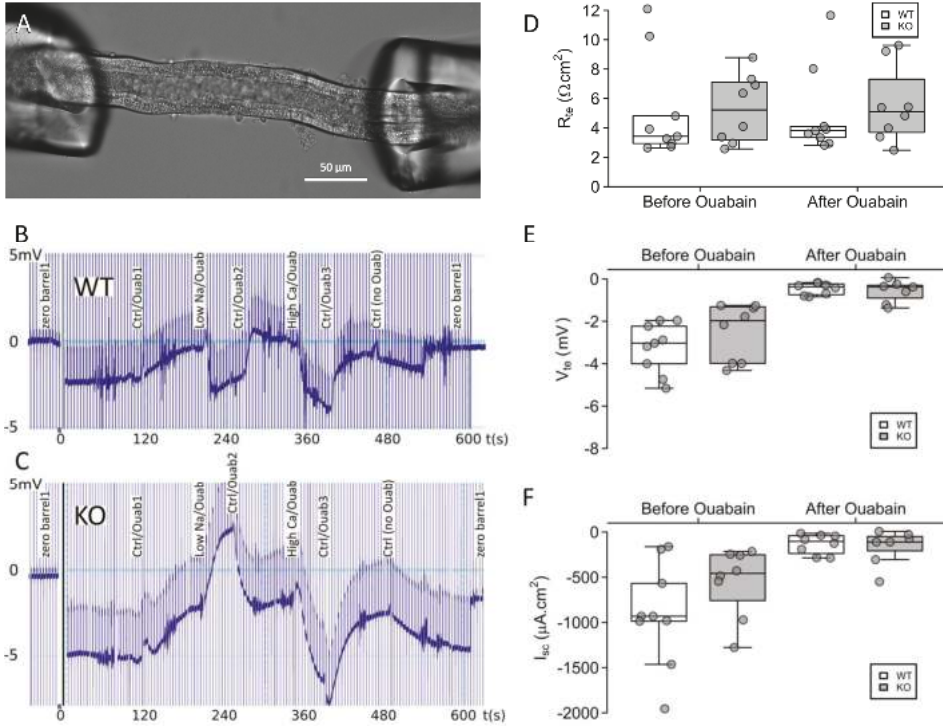 A
50 µm
B
5mV
WT
zero barrel1
Ctrl/Ouab1
Low Na/Ouab
Ctrl/Ouab2
High Ca/Ouab
Ctrl/Ouab3
Ctrl (no Ouab)
zero barrel1
0
-5
0 120 240 360 480 600 t(s)
C
5mV
KO
zero barrel1
Ctrl/Ouab1
Low Na/Ouab
Ctrl/Ouab2
High Ca/Ouab
Ctrl/Ouab3
Ctrl (no Ouab)
zero barrel1
0
-5
0 120 240 360 480 600 t(s)
D
WT
KO
Rte (Ωcm2)
12
10
8
6
4
2
0
Before Ouabain After Ouabain
E
Before Ouabain After Ouabain
Vte (mV)
0
-2
-4
-6
-8
WT
KO
F
Before Ouabain After Ouabain
Isc (µA.cm2)
0
-500
-1000
-1500
-2000
WT
KO